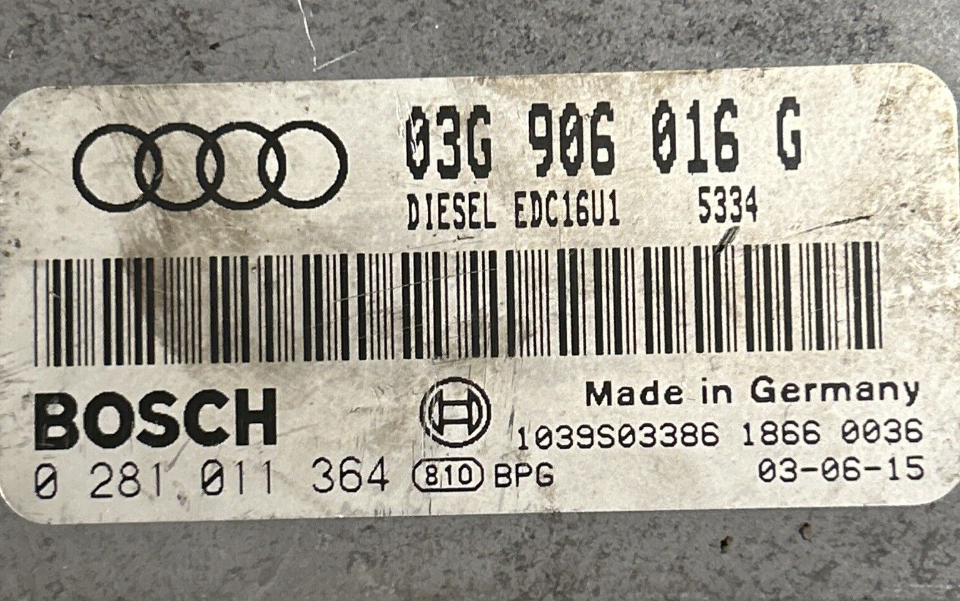 03G 906 016 G
DIESEL EDC16U1 5334
BOSCH
Made in Germany
1039S03386 1866 0036
0 281 011 364 810 BPG
03-06-15